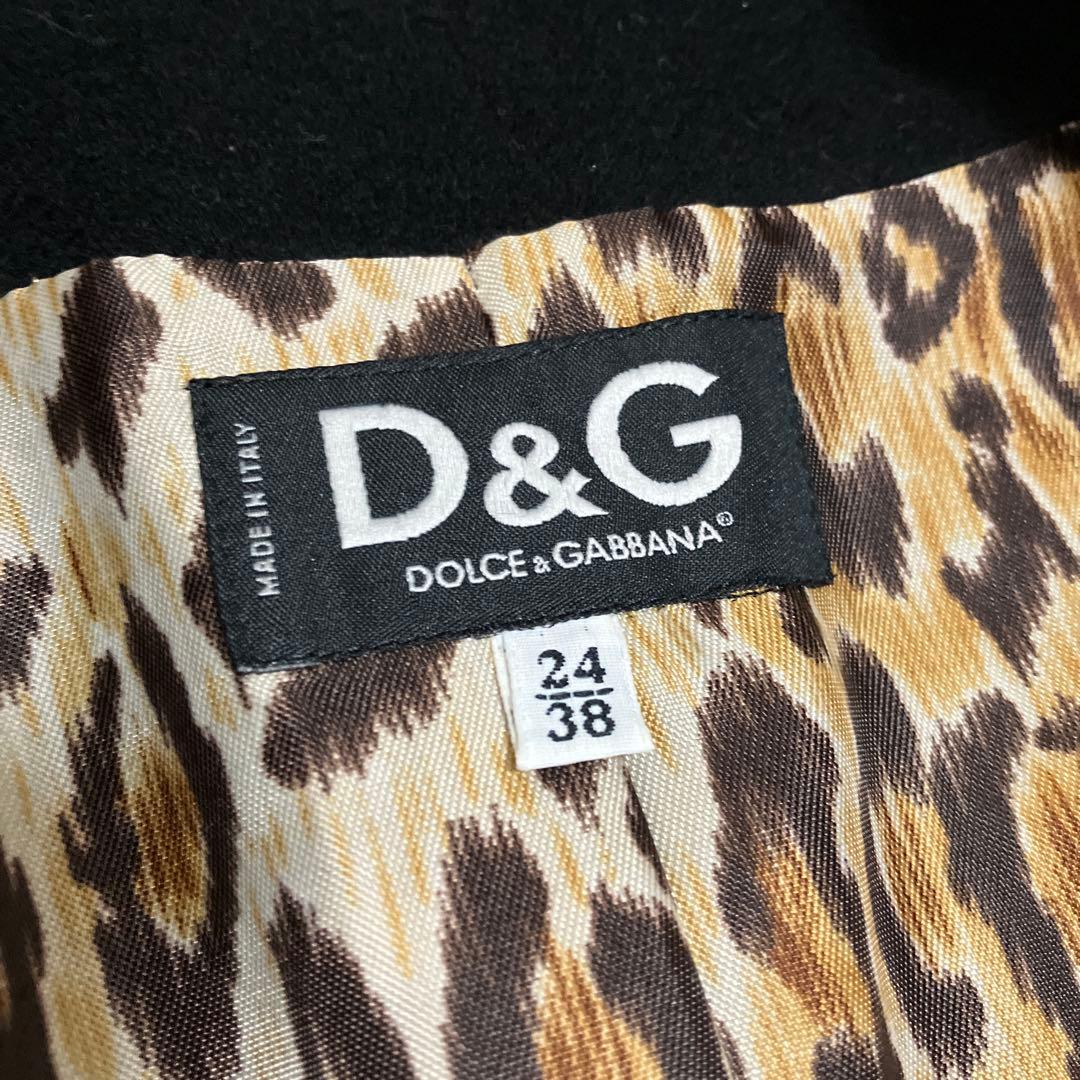 MADE IN ITALY
D&G
DOLCE & GABBANA®
24
38